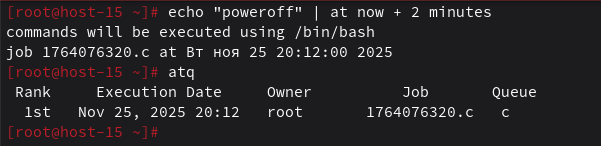 [root@host-15 ~]# echo "poweroff" | at now + 2 minutes
commands will be executed using /bin/bash
job 1764076320.c at Вт ноя 25 20:12:00 2025
[root@host-15 ~]# atq
 Rank     Execution Date     Owner          Job       Queue
  1st   Nov 25, 2025 20:12   root       1764076320.c   c
[root@host-15 ~]#